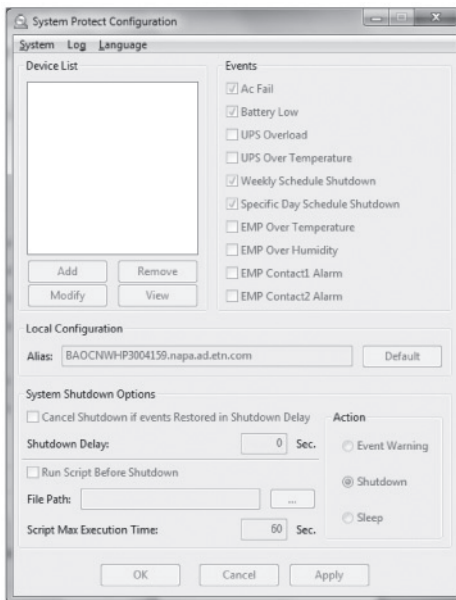 System Protect Configuration
System Log Language
Device List
Add Remove
Modify View
Events
Ac Fail
Battery Low
UPS Overload
UPS Over Temperature
Weekly Schedule Shutdown
Specific Day Schedule Shutdown
EMP Over Temperature
EMP Over Humidity
EMP Contact1 Alarm
EMP Contact2 Alarm
Local Configuration
Alias: BAOCNWHP3004159.napa.ad.etn.com Default
System Shutdown Options
Cancel Shutdown if events Restored in Shutdown Delay
Shutdown Delay: 0 Sec.
Run Script Before Shutdown
File Path: ...
Script Max Execution Time: 60 Sec.
Action
Event Warning
Shutdown
Sleep
OK Cancel Apply